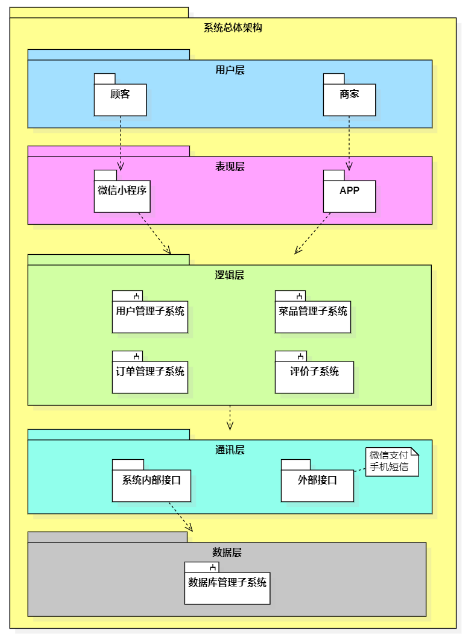 系统总体架构
用户层
顾客
商家
表现层
微信小程序
APP
逻辑层
用户管理子系统
菜品管理子系统
订单管理子系统
评价子系统
通讯层
系统内部接口
外部接口
微信支付
手机短信
数据层
数据库管理子系统